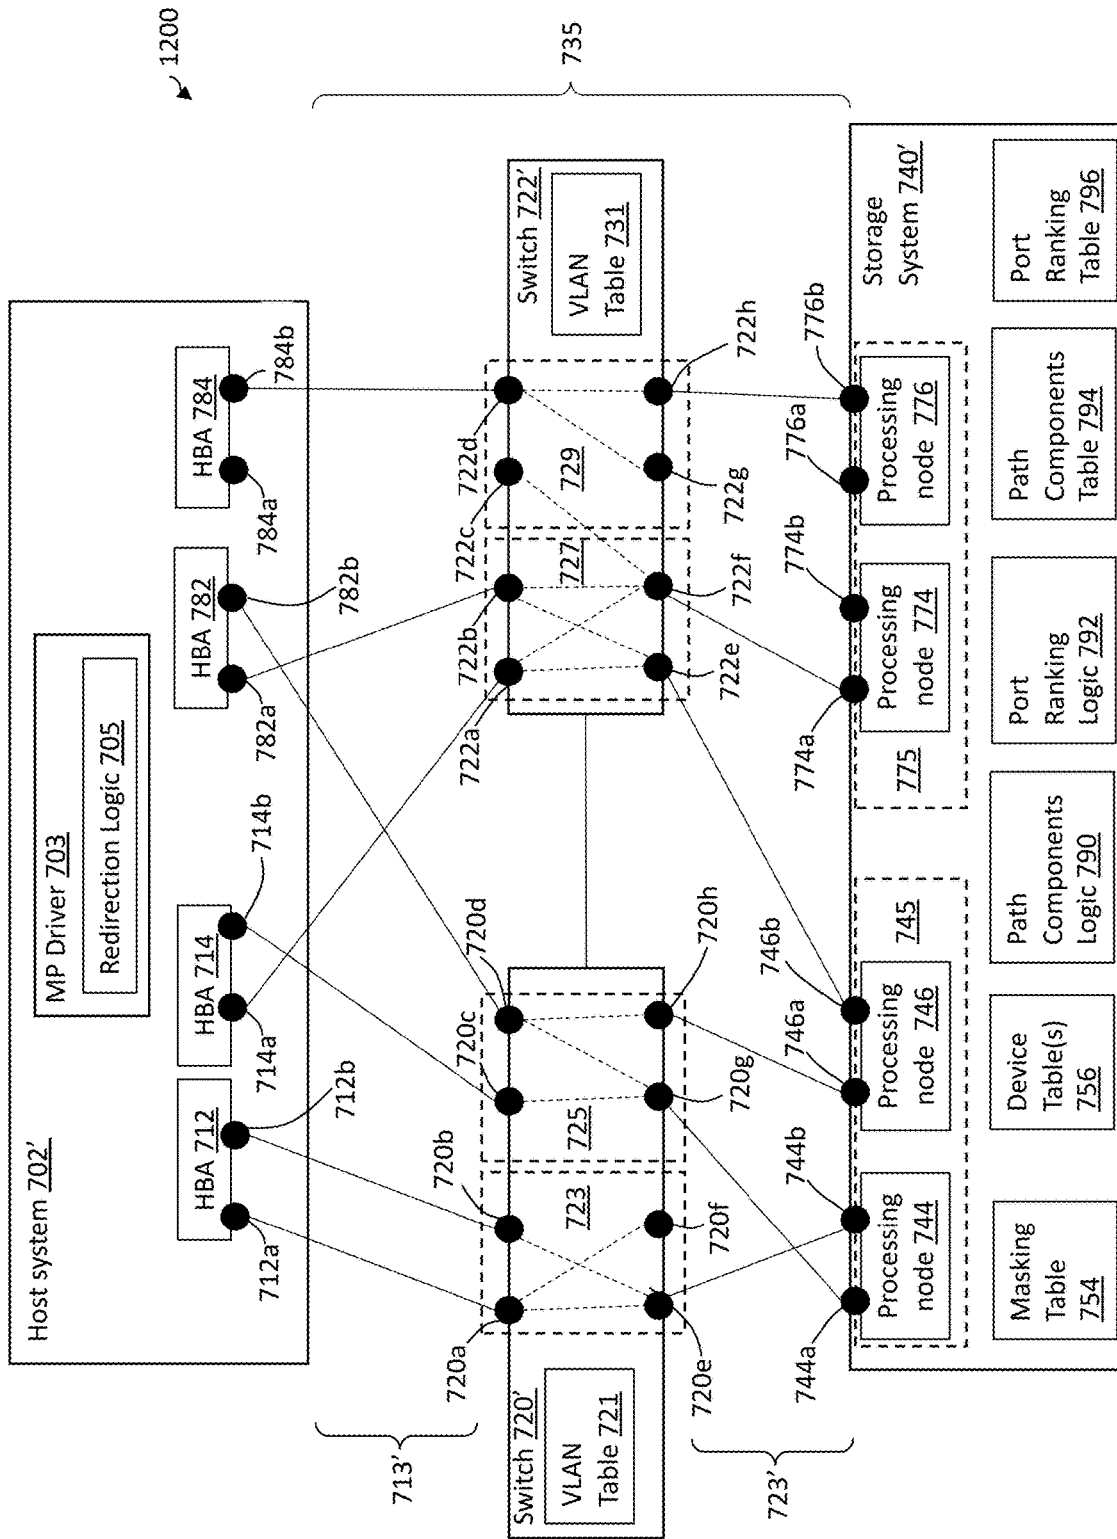 1200
Host system 702'
MP Driver 703
Redirection Logic 705
HBA 712
HBA 714
HBA 782
HBA 784
712a
712b
714a
714b
782a
782b
784a
784b
713'
735
720a
720b
720c
720d
722a
722b
722c
722d
Switch 720'
VLAN
Table 721
723
725
727
729
Switch 722'
VLAN
Table 731
720e
720f
720g
720h
722e
722f
722g
722h
723'
744a
744b
746a
746b
774a
774b
776a
776b
Processing
node 744
Processing
node 746
745
775
Processing
node 774
Processing
node 776
Storage
System 740'
Masking
Table
754
Device
Table(s)
756
Path
Components
Logic 790
Port
Ranking
Logic 792
Path
Components
Table 794
Port
Ranking
Table 796